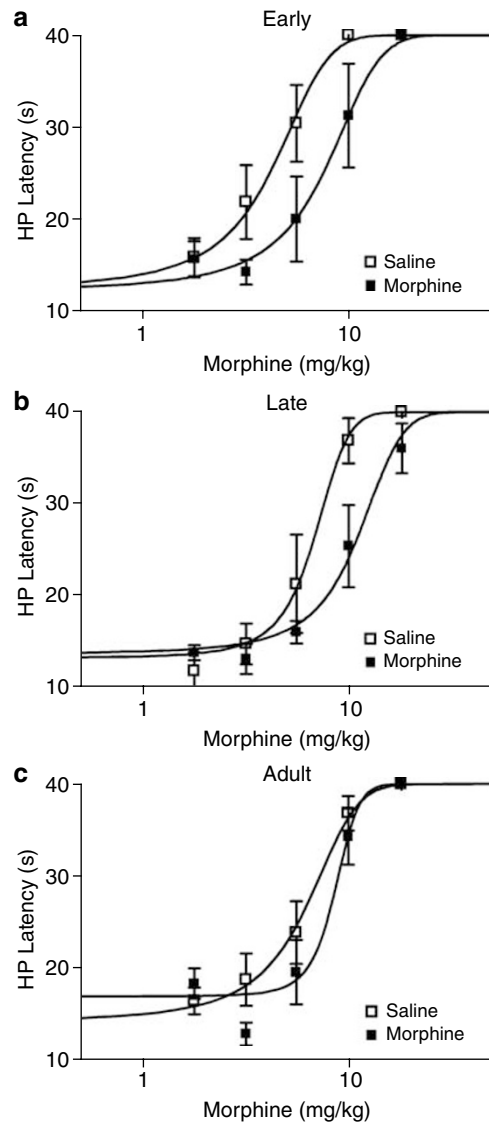 a
Early
HP Latency (s)
40
30
20
10
Saline
Morphine
1
10
Morphine (mg/kg)
b
Late
HP Latency (s)
40
30
20
10
Saline
Morphine
1
10
Morphine (mg/kg)
c
Adult
HP Latency (s)
40
30
20
10
Saline
Morphine
1
10
Morphine (mg/kg)